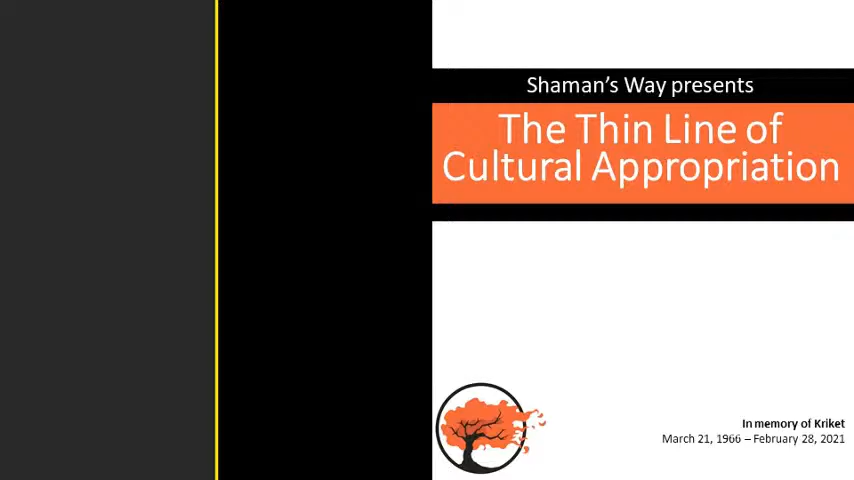 Shaman’s Way presents
The Thin Line of
Cultural Appropriation
In memory of Kriket
March 21, 1966 – February 28, 2021